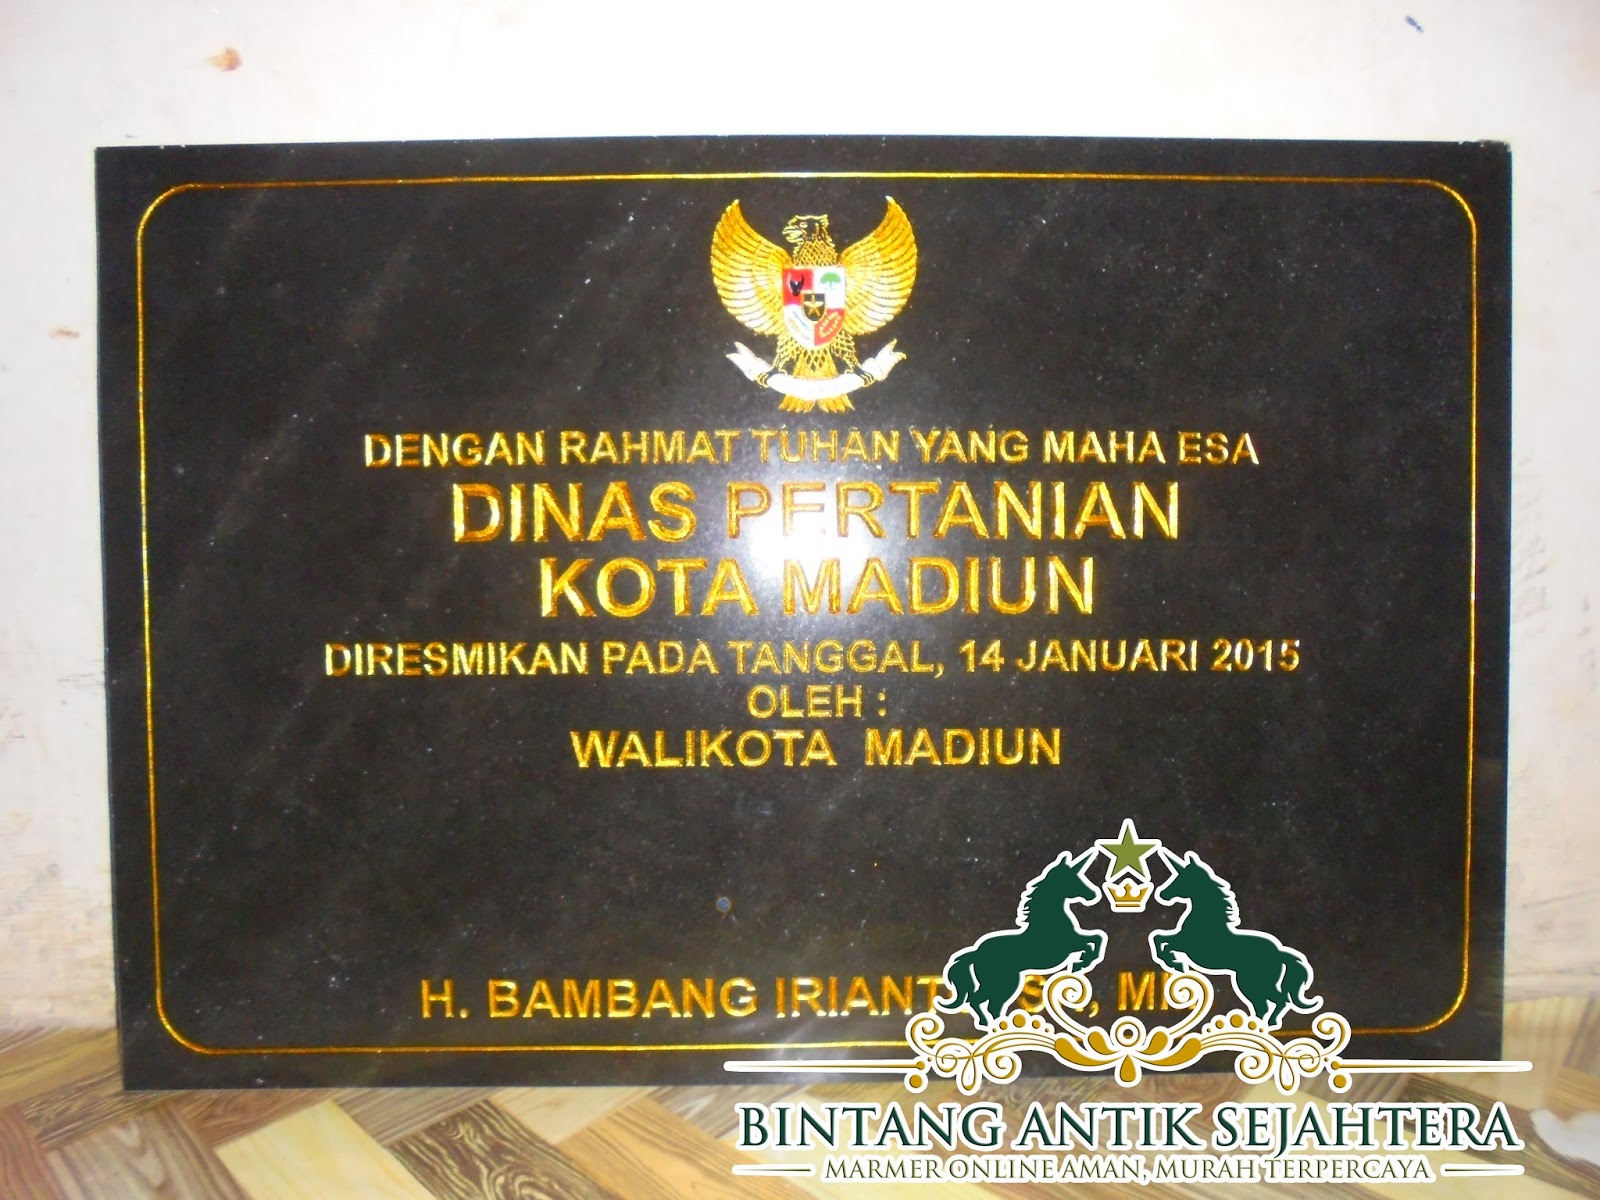 DENGAN RAHMAT TUHAN YANG MAHA ESA
DINAS PERTANIAN
KOTA MADIUN
DIRESMIKAN PADA TANGGAL, 14 JANUARI 2015
OLEH :
WALIKOTA MADIUN
H. BAMBANG
BINTANG ANTIK SEJAHTERA
MARMER ONLINE AMAN, MURAH TERPERCAYA